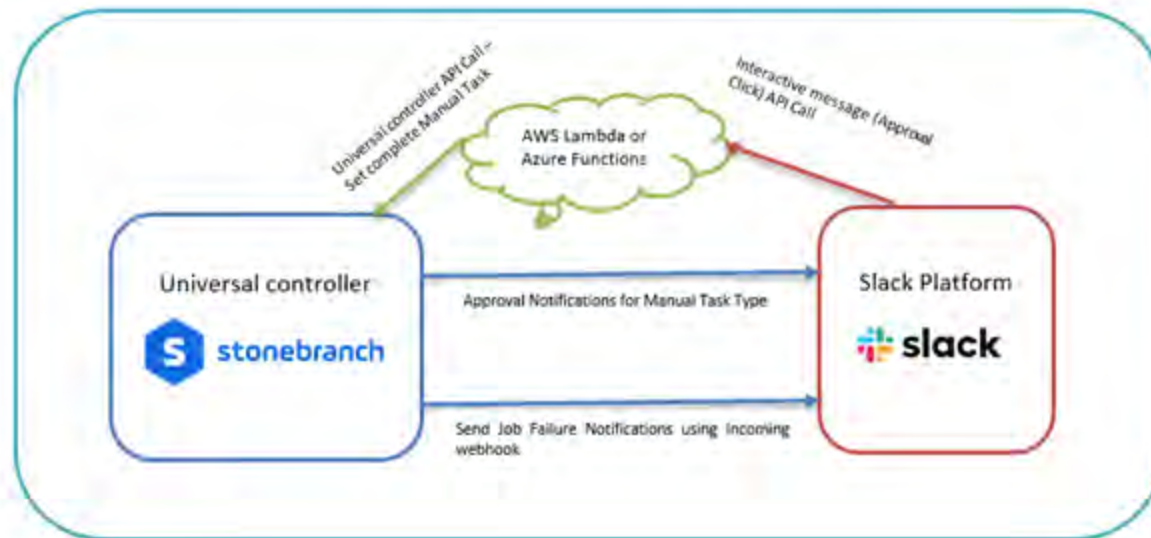 Universal controller API Call –
Set complete Manual Task
Interactive message (Approval
Click) API Call
AWS Lambda or
Azure Functions
Universal controller
S stonebranch
Approval Notifications for Manual Task Type
Slack Platform
slack
Send Job Failure Notifications using Incoming
webhook